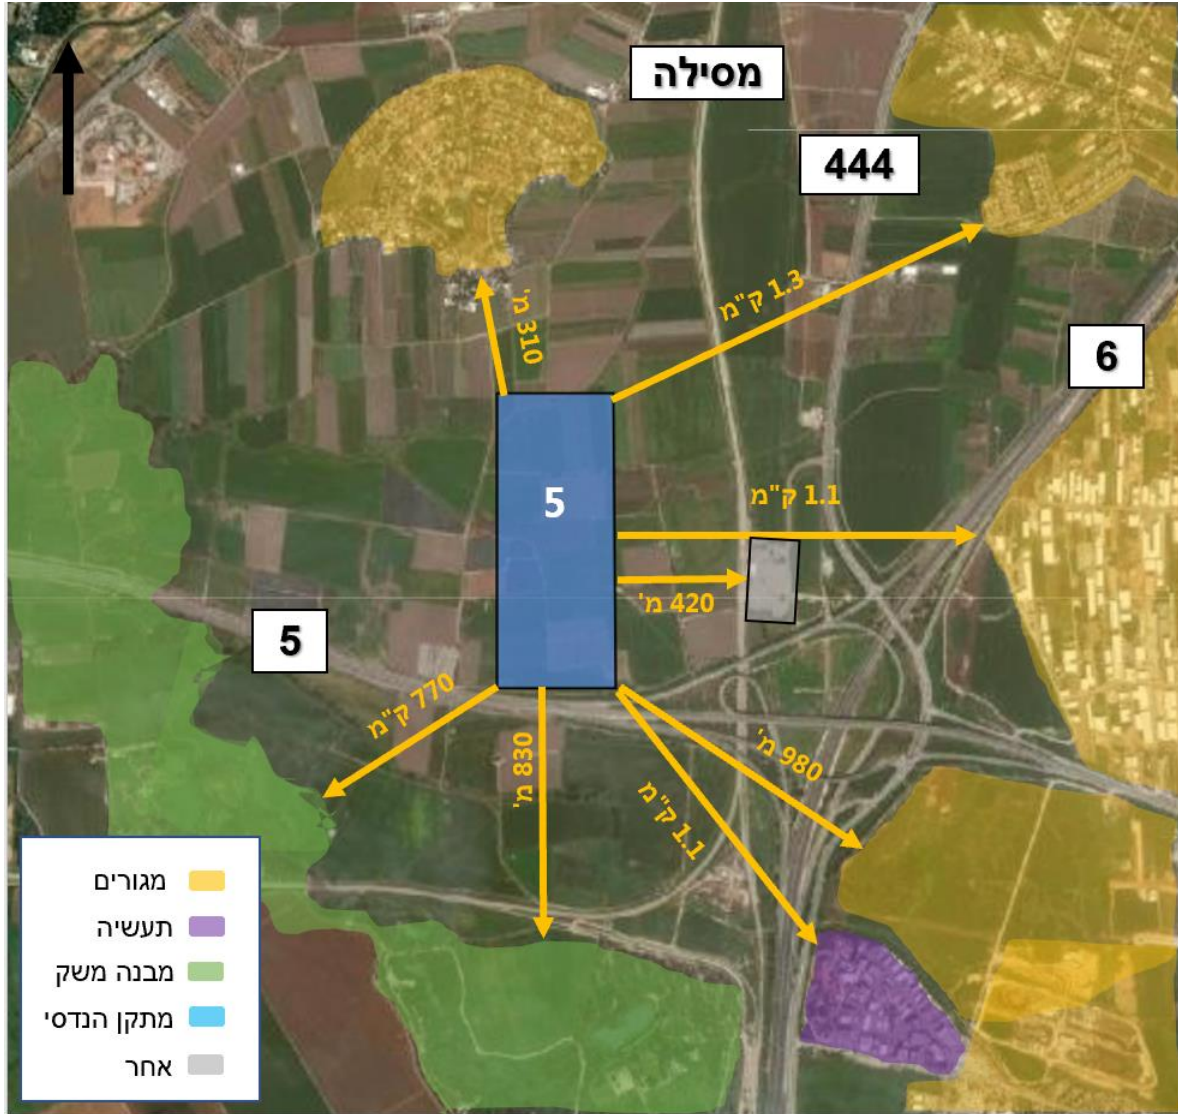 מסילה
444
1.3 ק"מ
310 מ'
6
5
1.1 ק"מ
420 מ'
5
770 ק"מ
830 מ'
980 מ'
1.1 ק"מ
מגורים
תעשיה
מבנה משק
מתקן הנדסי
אחר